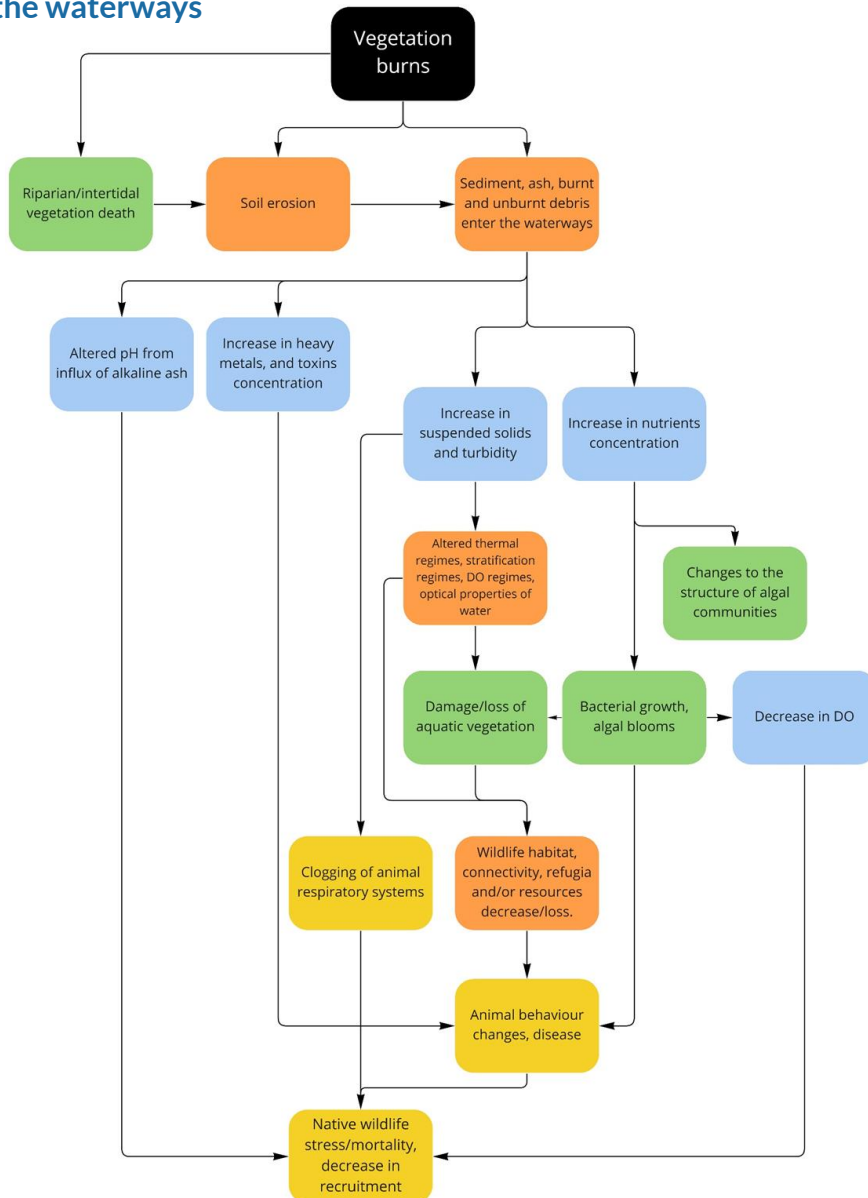 the waterways
Vegetation
burns
Riparian/intertidal
vegetation death
Soil erosion
Sediment, ash, burnt
and unburnt debris
enter the waterways
Altered pH from
influx of alkaline ash
Increase in heavy
metals, and toxins
concentration
Increase in
suspended solids
and turbidity
Increase in nutrients
concentration
Altered thermal
regimes, stratification
regimes, DO regimes,
optical properties of
water
Changes to the
structure of algal
communities
Damage/loss of
aquatic vegetation
Bacterial growth,
algal blooms
Decrease in DO
Clogging of animal
respiratory systems
Wildlife habitat,
connectivity, refugia
and/or resources
decrease/loss.
Animal behaviour
changes, disease
Native wildlife
stress/mortality,
decrease in
recruitment